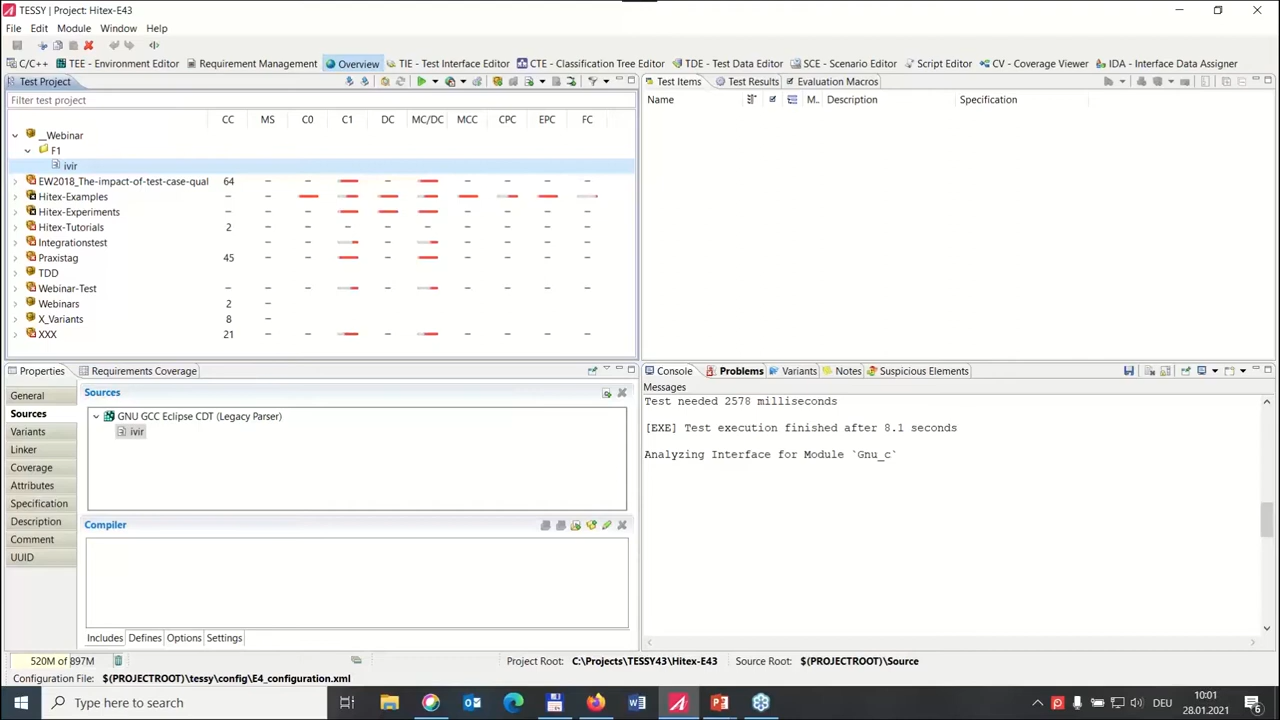 TESSY | Project: Hitex-E43
File Edit Module Window Help
C/C++ TEE - Environment Editor Requirement Management Overview TIE - Test Interface Editor CTE - Classification Tree Editor TDE - Test Data Editor SCE - Scenario Editor Script Editor CV - Coverage Viewer IDA - Interface Data Assigner
Test Project
Filter test project
CC MS C0 C1 DC MC/DC MCC CPC EPC FC
__Webinar
F1
ivir
EW2018_The-impact-of-test-case-qual 64 – – – – – –
Hitex-Examples – –
Hitex-Experiments – – – – – – –
Hitex-Tutorials 2 – – – – – – – – –
Integrationstest – – – – – – –
Praxistag 45 – – – – – – –
TDD
Webinar-Test – – – – – – – –
Webinars 2 –
X_Variants 8 –
XXX 21 – – – – – – –
Test Items Test Results Evaluation Macros
Name M.. Description Specification
Properties Requirements Coverage
General
Sources
Variants
Linker
Coverage
Attributes
Specification
Description
Comment
UUID
Sources
GNU GCC Eclipse CDT (Legacy Parser)
ivir
Compiler
Includes Defines Options Settings
Console Problems Variants Notes Suspicious Elements
Messages
Test needed 2578 milliseconds
[EXE] Test execution finished after 8.1 seconds
Analyzing Interface for Module `Gnu_c`
520M of 897M Project Root: C:\Projects\TESSY43\Hitex-E43 Source Root: $(PROJECTROOT)\Source
Configuration File: $(PROJECTROOT)\tessy\config\E4_configuration.xml
Type here to search
DEU
10:01
28.01.2021
6